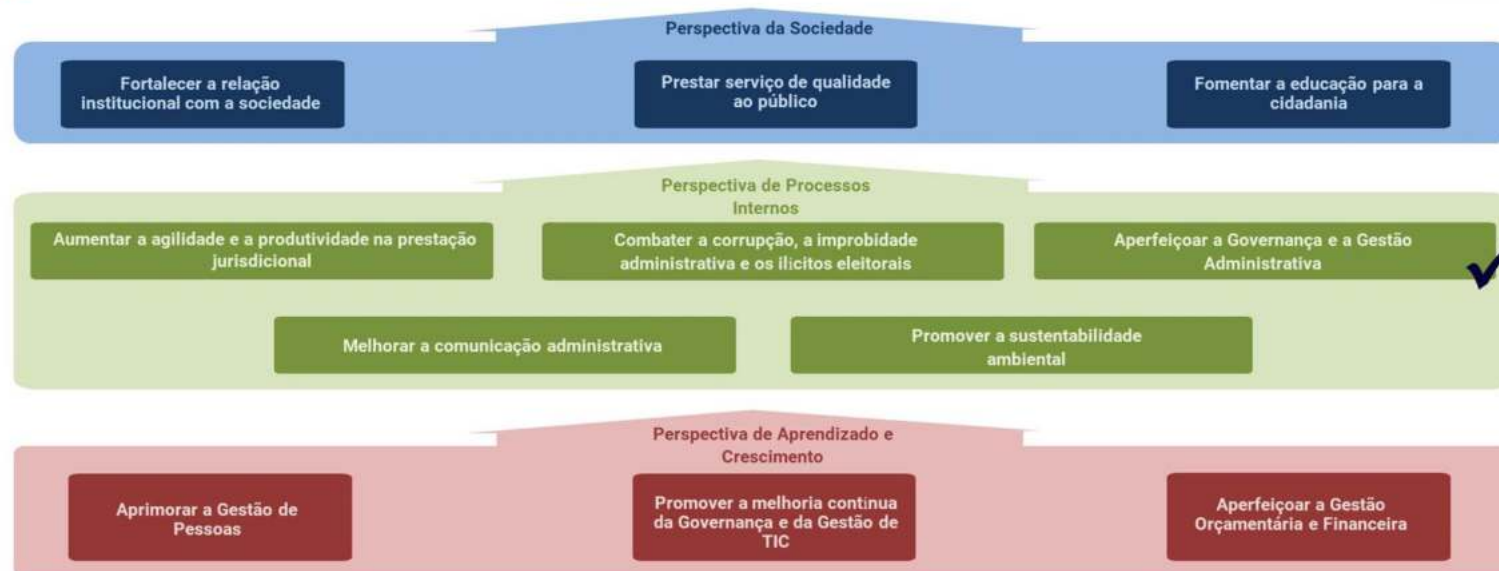 Perspectiva da Sociedade
Fortalecer a relação
institucional com a sociedade
Prestar serviço de qualidade
ao público
Fomentar a educação para a
cidadania
Perspectiva de Processos
Internos
Aumentar a agilidade e a produtividade na prestação
jurisdicional
Combater a corrupção, a improbidade
administrativa e os ilícitos eleitorais
Aperfeiçoar a Governança e a Gestão
Administrativa
Melhorar a comunicação administrativa
Promover a sustentabilidade
ambiental
Perspectiva de Aprendizado e
Crescimento
Aprimorar a Gestão de
Pessoas
Promover a melhoria contínua
da Governança e da Gestão de
TIC
Aperfeiçoar a Gestão
Orçamentária e Financeira